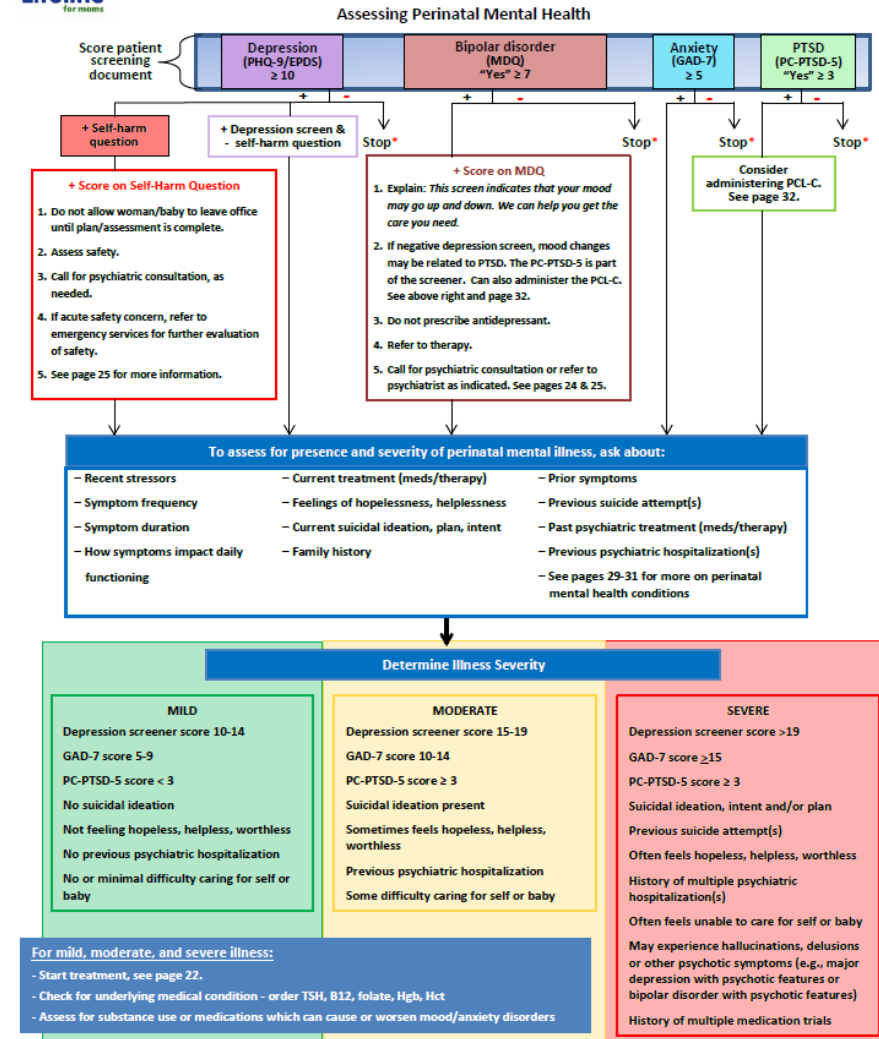 for moms
Assessing Perinatal Mental Health
Score patient
screening
document
Depression
(PHQ-9/EPDS)
≥ 10
Bipolar disorder
(MDQ)
“Yes” ≥ 7
Anxiety
(GAD-7)
≥ 5
PTSD
(PC-PTSD-5)
“Yes” ≥ 3
+ -
+ -
+ -
+ -
+ Self-harm
question
+ Depression screen &
- self-harm question
Stop*
Stop*
Stop*
Stop*
+ Score on Self-Harm Question
1. Do not allow woman/baby to leave office
until plan/assessment is complete.
2. Assess safety.
3. Call for psychiatric consultation, as
needed.
4. If acute safety concern, refer to
emergency services for further evaluation
of safety.
5. See page 25 for more information.
+ Score on MDQ
1. Explain: This screen indicates that your mood
may go up and down. We can help you get the
care you need.
2. If negative depression screen, mood changes
may be related to PTSD. The PC-PTSD-5 is part
of the screener. Can also administer the PCL-C.
See above right and page 32.
3. Do not prescribe antidepressant.
4. Refer to therapy.
5. Call for psychiatric consultation or refer to
psychiatrist as indicated. See pages 24 & 25.
Consider
administering PCL-C.
See page 32.
To assess for presence and severity of perinatal mental illness, ask about:
– Recent stressors
– Symptom frequency
– Symptom duration
– How symptoms impact daily
functioning
– Current treatment (meds/therapy)
– Feelings of hopelessness, helplessness
– Current suicidal ideation, plan, intent
– Family history
– Prior symptoms
– Previous suicide attempt(s)
– Past psychiatric treatment (meds/therapy)
– Previous psychiatric hospitalization(s)
– See pages 29-31 for more on perinatal
mental health conditions
Determine Illness Severity
MILD
Depression screener score 10-14
GAD-7 score 5-9
PC-PTSD-5 score < 3
No suicidal ideation
Not feeling hopeless, helpless, worthless
No previous psychiatric hospitalization
No or minimal difficulty caring for self or
baby
MODERATE
Depression screener score 15-19
GAD-7 score 10-14
PC-PTSD-5 score ≥ 3
Suicidal ideation present
Sometimes feels hopeless, helpless,
worthless
Previous psychiatric hospitalization
Some difficulty caring for self or baby
SEVERE
Depression screener score >19
GAD-7 score ≥15
PC-PTSD-5 score ≥ 3
Suicidal ideation, intent and/or plan
Previous suicide attempt(s)
Often feels hopeless, helpless, worthless
History of multiple psychiatric
hospitalization(s)
Often feels unable to care for self or baby
May experience hallucinations, delusions
or other psychotic symptoms (e.g., major
depression with psychotic features or
bipolar disorder with psychotic features)
History of multiple medication trials
For mild, moderate, and severe illness:
- Start treatment, see page 22.
- Check for underlying medical condition - order TSH, B12, folate, Hgb, Hct
- Assess for substance use or medications which can cause or worsen mood/anxiety disorders